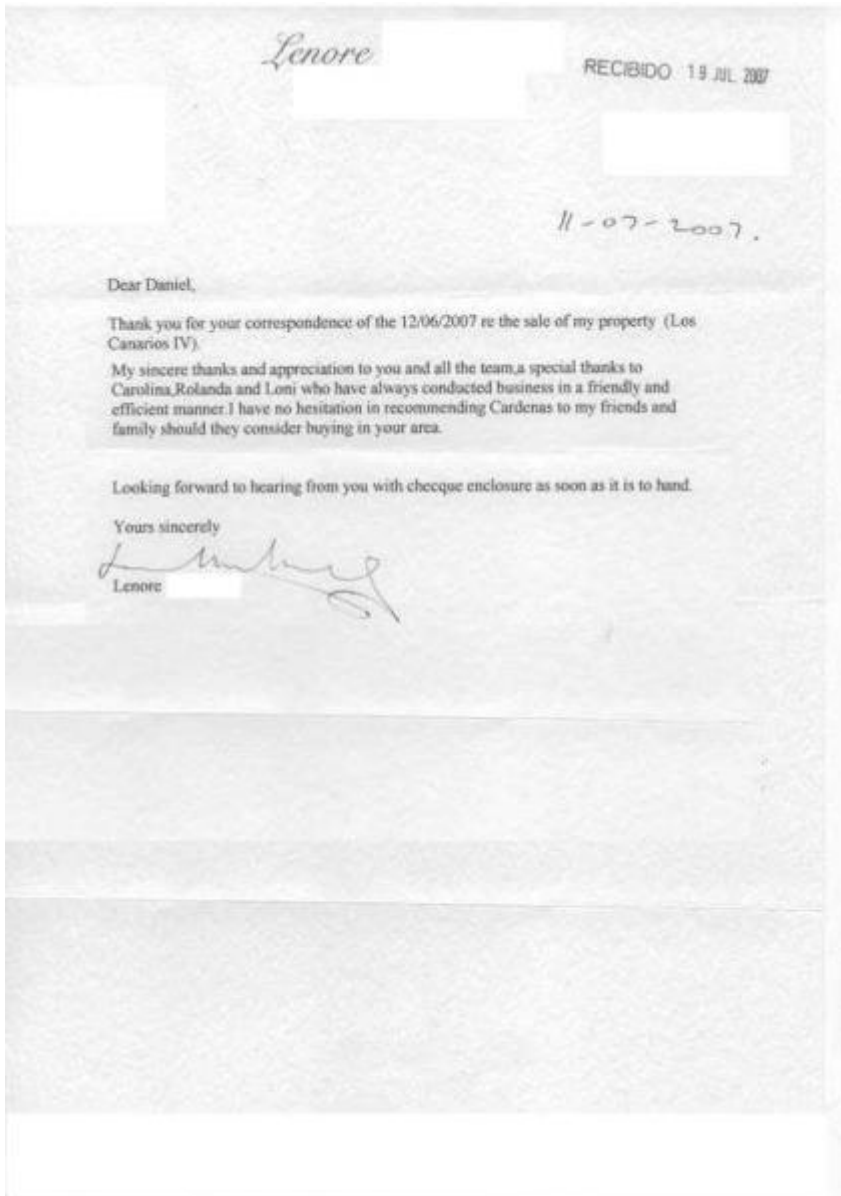 Lenore
RECIBIDO 19 JUL 2007
11-07-2007.
Dear Daniel,
Thank you for your correspondence of the 12/06/2007 re the sale of my property (Los
Canarios IV).
My sincere thanks and appreciation to you and all the team,a special thanks to
Carolina,Rolanda and Loni who have always conducted business in a friendly and
efficient manner.I have no hesitation in recommending Cardenas to my friends and
family should they consider buying in your area.
Looking forward to hearing from you with checque enclosure as soon as it is to hand.
Yours sincerely
Lenore